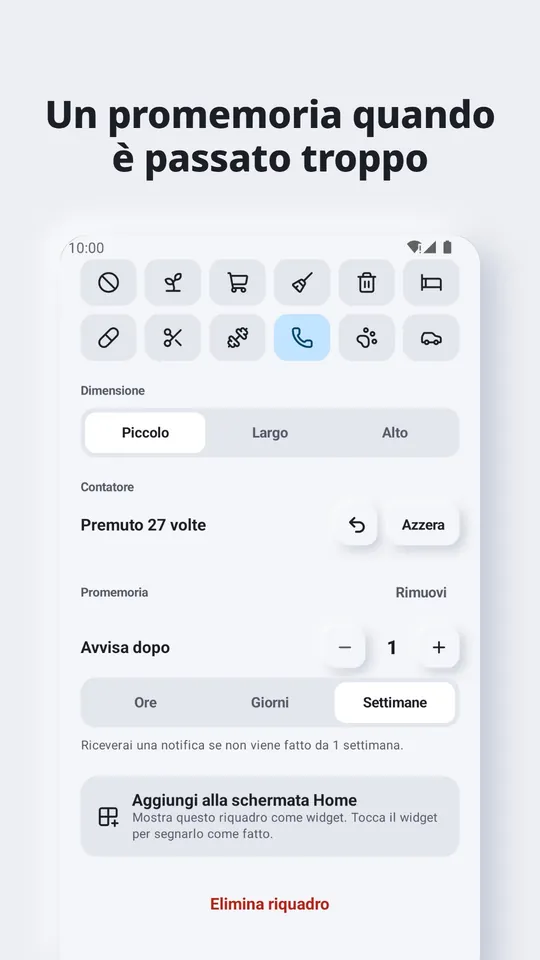 Un promemoria quando
è passato troppo
10:00
Dimensione
Piccolo
Largo
Alto
Contatore
Premuto 27 volte
Azzera
Promemoria
Rimuovi
Avvisa dopo
1
Ore
Giorni
Settimane
Riceverai una notifica se non viene fatto da 1 settimana.
Aggiungi alla schermata Home
Mostra questo riquadro come widget. Tocca il widget
per segnarlo come fatto.
Elimina riquadro